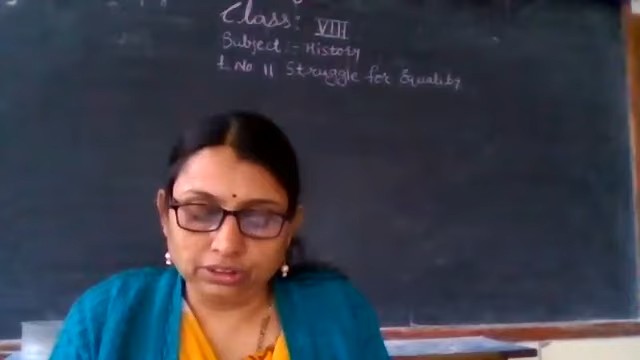 Class: VIII
Subject :- History
L No 11 Struggle for Equality